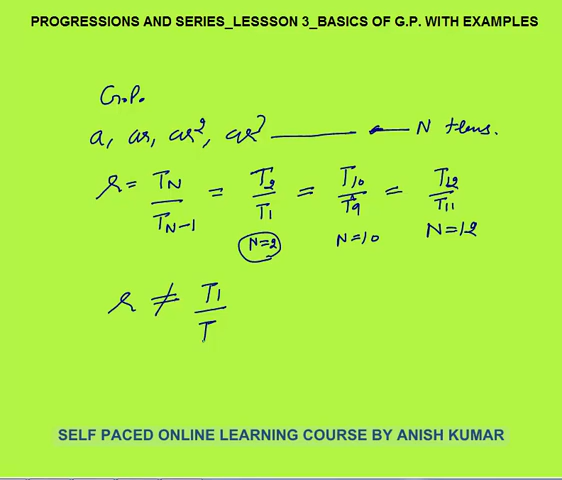 PROGRESSIONS AND SERIES_LESSSON 3_BASICS OF G.P. WITH EXAMPLES
G.P.
a, ar, ar², ar³ ———— ← N terms.
r = T_N / T_{N-1} = T_2 / T_1 = T_10 / T_9 = T_12 / T_11
N=2 N=10 N=12
r ≠ T_1 / T
SELF PACED ONLINE LEARNING COURSE BY ANISH KUMAR